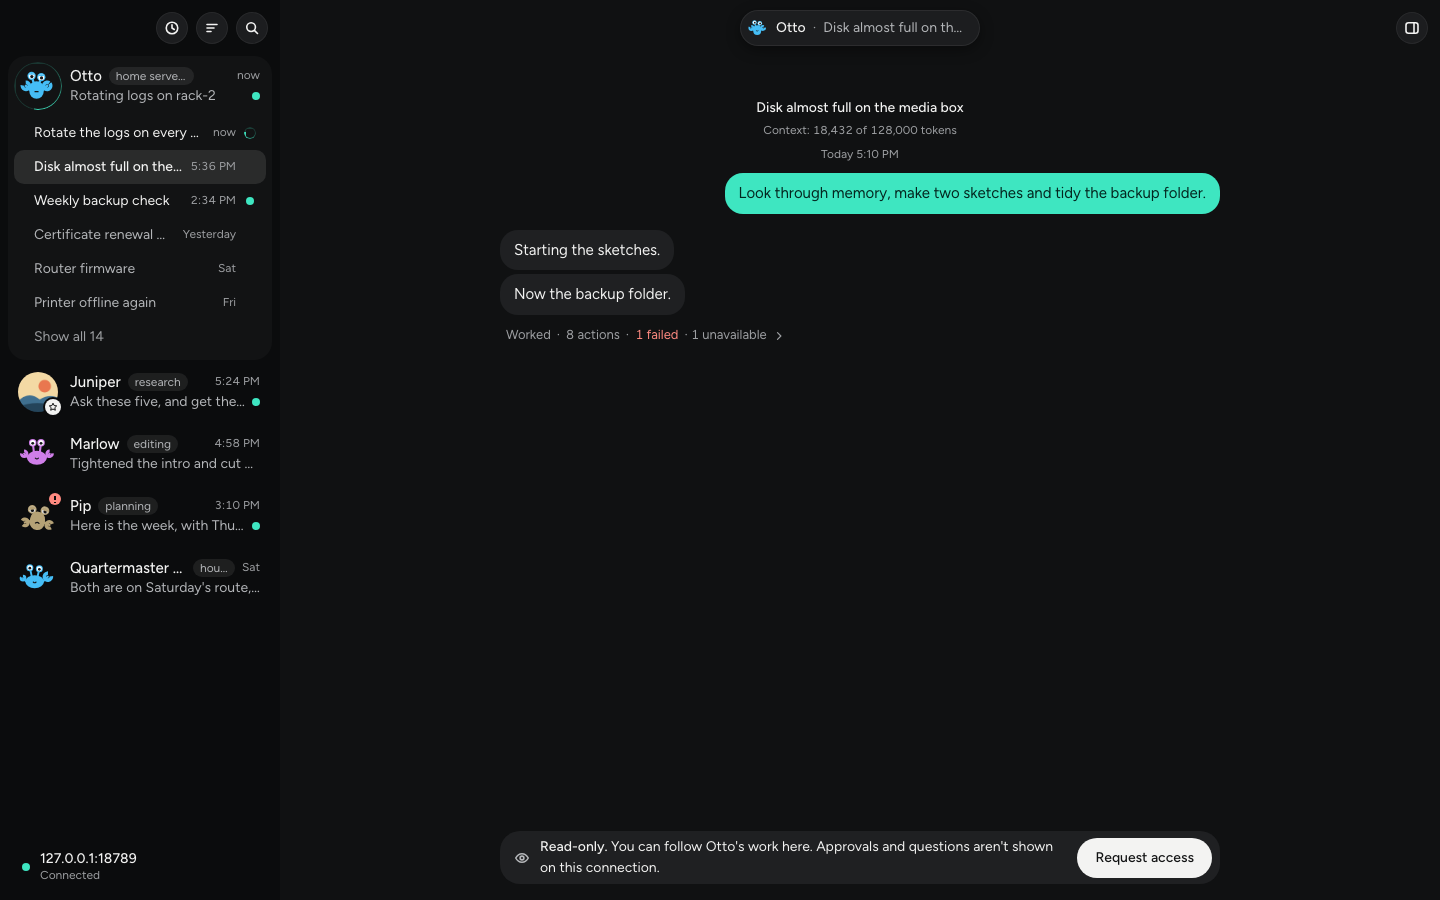 Otto home serve... now
Rotating logs on rack-2
Rotate the logs on every ... now
Disk almost full on the... 5:36 PM
Weekly backup check 2:34 PM
Certificate renewal ... Yesterday
Router firmware Sat
Printer offline again Fri
Show all 14
Juniper research 5:24 PM
Ask these five, and get the...
Marlow editing 4:58 PM
Tightened the intro and cut ...
Pip planning 3:10 PM
Here is the week, with Thu...
Quartermaster ... hou... Sat
Both are on Saturday's route,...
127.0.0.1:18789
Connected
Otto · Disk almost full on th...
Disk almost full on the media box
Context: 18,432 of 128,000 tokens
Today 5:10 PM
Look through memory, make two sketches and tidy the backup folder.
Starting the sketches.
Now the backup folder.
Worked · 8 actions · 1 failed · 1 unavailable
Read-only. You can follow Otto's work here. Approvals and questions aren't shown
on this connection.
Request access